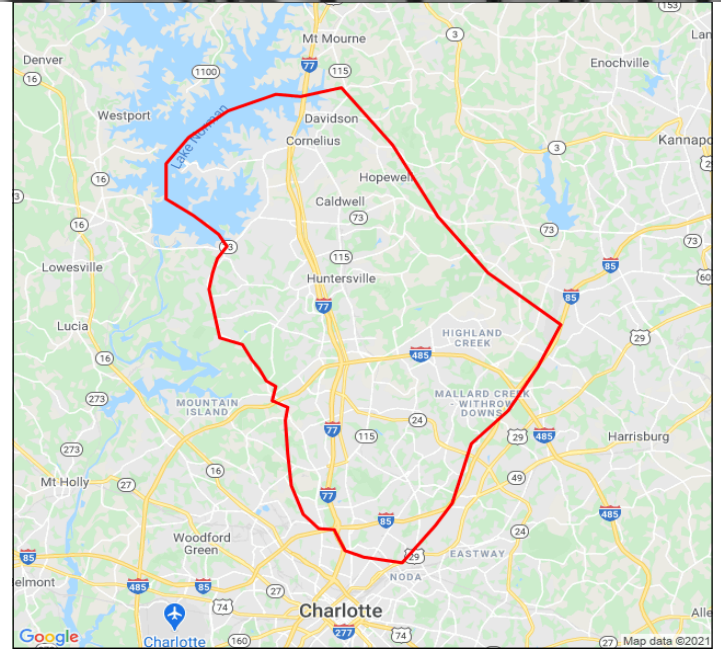 153
Mt Mourne
3
Lan
Denver
77
115
Enochville
16
1100
Westport
Lake Norman
Davidson
Cornelius
Kannapo
3
16
Hopewell
Caldwell
3
73
16
73
73
73
115
Lowesville
85
Huntersville
60
77
85
Lucia
HIGHLAND
CREEK
29
16
485
273
MOUNTAIN
ISLAND
MALLARD CREEK
- WITHROW
DOWNS
24
77
115
29
485
Harrisburg
273
16
49
Mt Holly
27
77
85
485
Woodford
Green
24
85
29
EASTWAY
elmont
485
85
27
NODA
74
Charlotte
Alle
Google
Charlotte
160
277
74
27
Map data ©2021